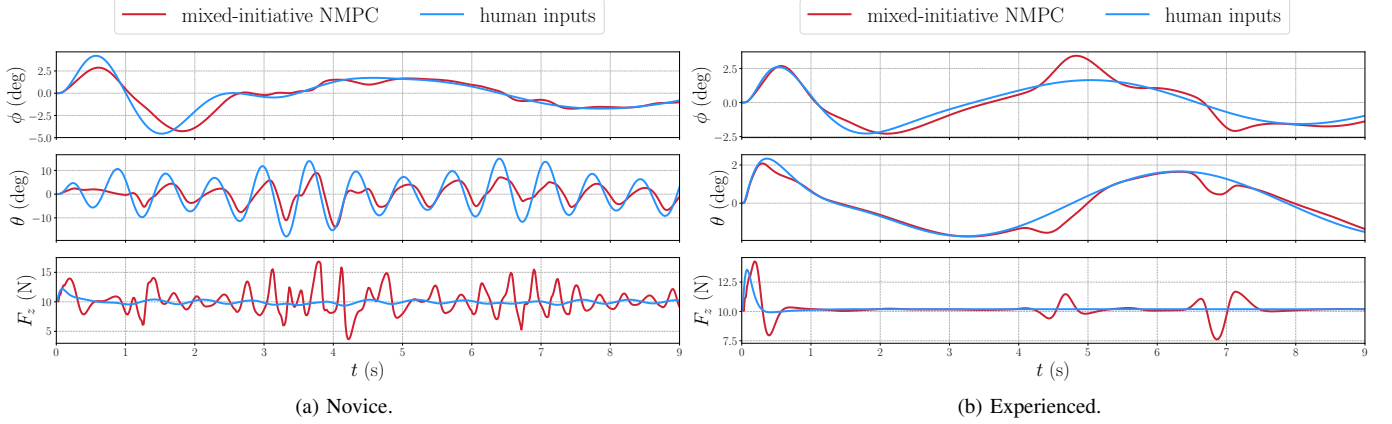 mixed-initiative NMPC human inputs
ϕ (deg)
2.5
0.0
−2.5
−5.0
θ (deg)
10
0
−10
F_z (N)
15
10
5
0 1 2 3 4 5 6 7 8 9
t (s)
(a) Novice.
mixed-initiative NMPC human inputs
ϕ (deg)
2.5
0.0
−2.5
θ (deg)
2
0
F_z (N)
12.5
10.0
7.5
0 1 2 3 4 5 6 7 8 9
t (s)
(b) Experienced.